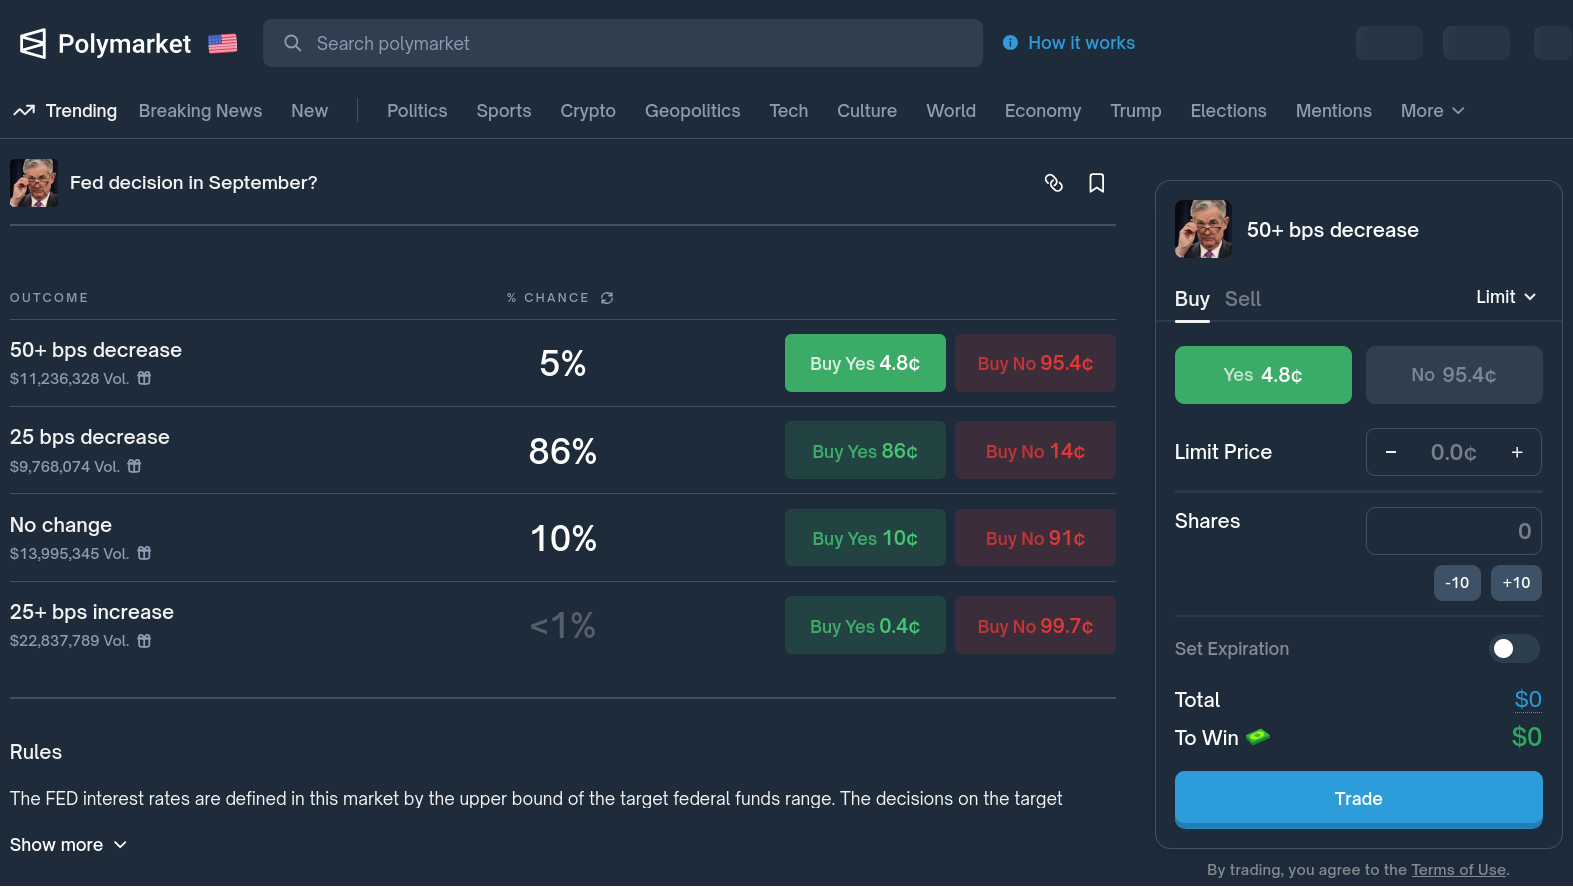 Polymarket
Search polymarket
How it works
Trending
Breaking News
New
Politics
Sports
Crypto
Geopolitics
Tech
Culture
World
Economy
Trump
Elections
Mentions
More
Fed decision in September?
OUTCOME
% CHANCE
50+ bps decrease
$11,236,328 Vol.
5%
Buy Yes 4.8¢
Buy No 95.4¢
25 bps decrease
$9,768,074 Vol.
86%
Buy Yes 86¢
Buy No 14¢
No change
$13,995,345 Vol.
10%
Buy Yes 10¢
Buy No 91¢
25+ bps increase
$22,837,789 Vol.
<1%
Buy Yes 0.4¢
Buy No 99.7¢
Rules
The FED interest rates are defined in this market by the upper bound of the target federal funds range. The decisions on the target
Show more
50+ bps decrease
Buy
Sell
Limit
Yes 4.8¢
No 95.4¢
Limit Price
− 0.0¢ +
Shares
0
-10
+10
Set Expiration
Total
$0
To Win
$0
Trade
By trading, you agree to the Terms of Use.